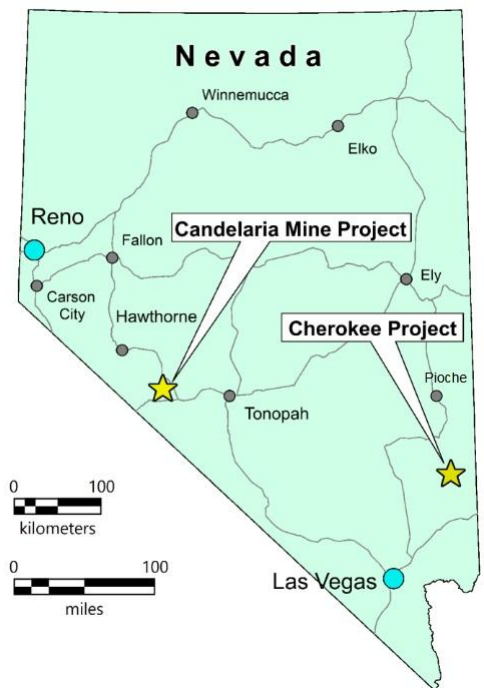 Nevada
Winnemucca
Elko
Reno
Candelaria Mine Project
Fallon
Ely
Carson
City
Hawthorne
Cherokee Project
Pioche
Tonopah
0 100
kilometers
0 100
miles
Las Vegas